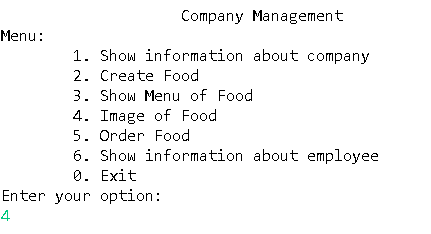 Company Management
Menu:
1. Show information about company
2. Create Food
3. Show Menu of Food
4. Image of Food
5. Order Food
6. Show information about employee
0. Exit
Enter your option:
4